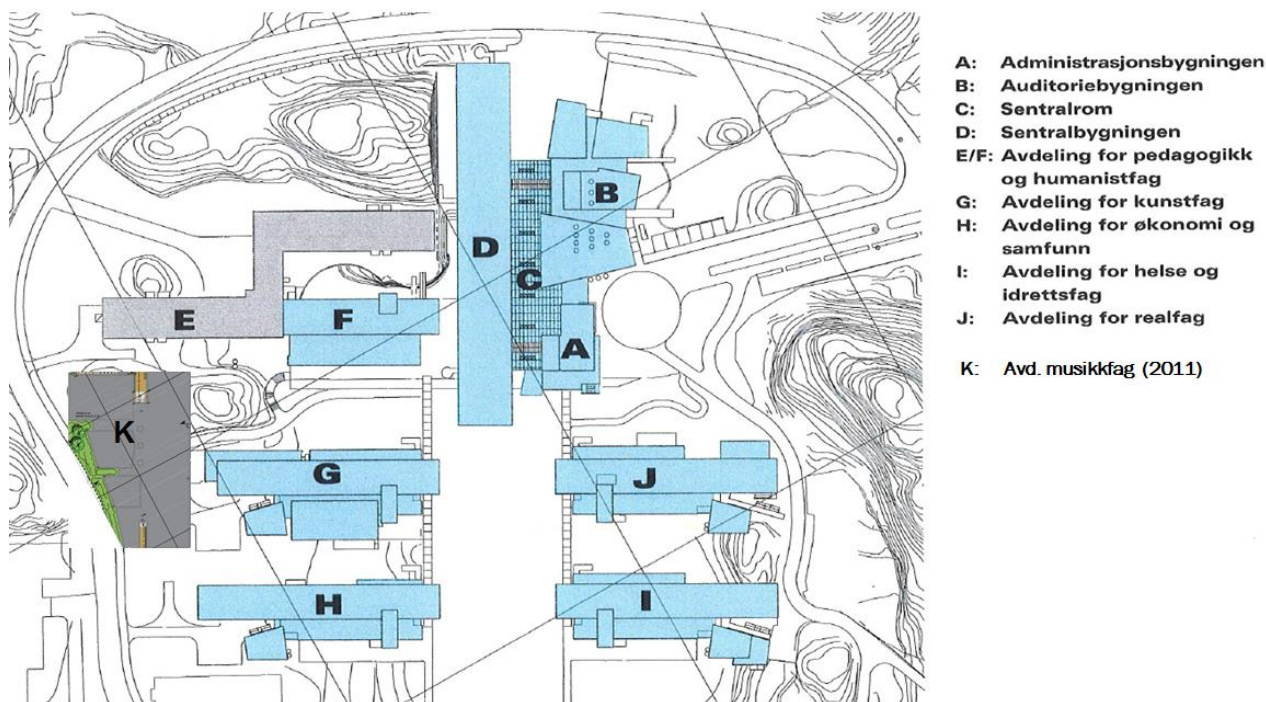 B
D
C
E
F
A
K
G
J
H
I
A: Administrasjonsbygningen
B: Auditoriebygningen
C: Sentralrom
D: Sentralbygningen
E/F: Avdeling for pedagogikk
og humanistfag
G: Avdeling for kunstfag
H: Avdeling for økonomi og
samfunn
I: Avdeling for helse og
idrettsfag
J: Avdeling for realfag
K: Avd. musikkfag (2011)